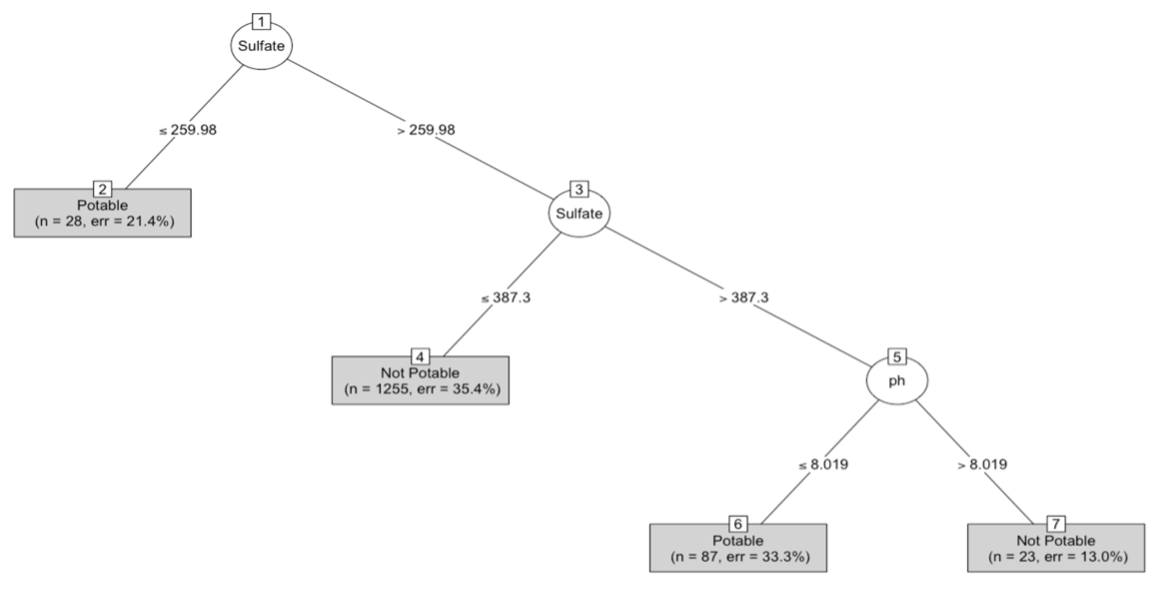 1
Sulfate
≤ 259.98
> 259.98
2
Potable
(n = 28, err = 21.4%)
3
Sulfate
≤ 387.3
> 387.3
4
Not Potable
(n = 1255, err = 35.4%)
5
ph
≤ 8.019
> 8.019
6
Potable
(n = 87, err = 33.3%)
7
Not Potable
(n = 23, err = 13.0%)